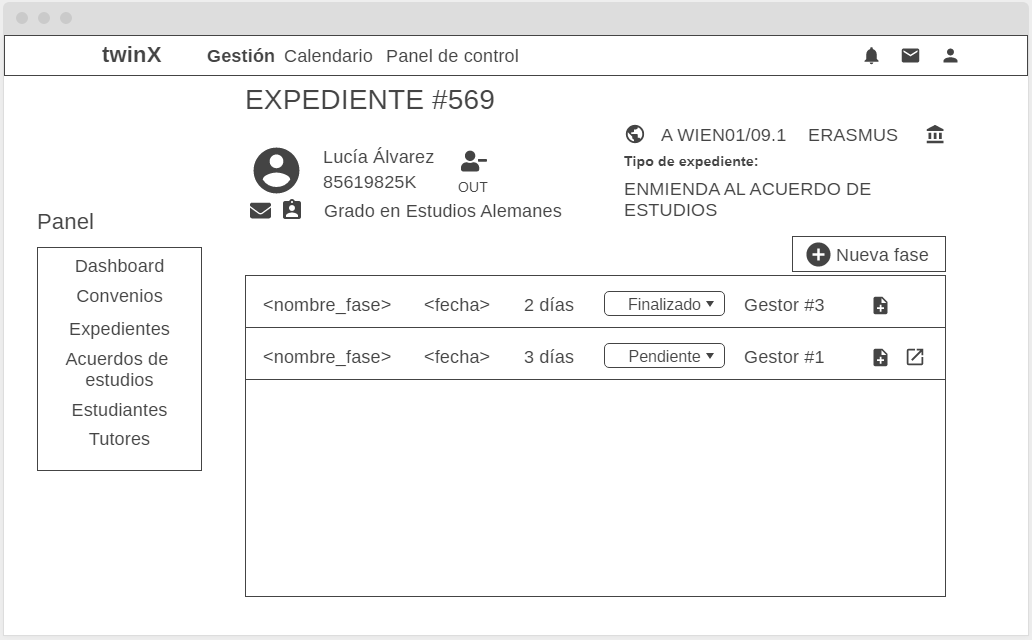 twinX Gestión Calendario Panel de control
EXPEDIENTE #569
A WIEN01/09.1 ERASMUS
Tipo de expediente:
ENMIENDA AL ACUERDO DE
ESTUDIOS
Lucía Álvarez
85619825K
OUT
Grado en Estudios Alemanes
Panel
Dashboard
Convenios
Expedientes
Acuerdos de
estudios
Estudiantes
Tutores
Nueva fase
<nombre_fase> <fecha> 2 días Finalizado Gestor #3
<nombre_fase> <fecha> 3 días Pendiente Gestor #1